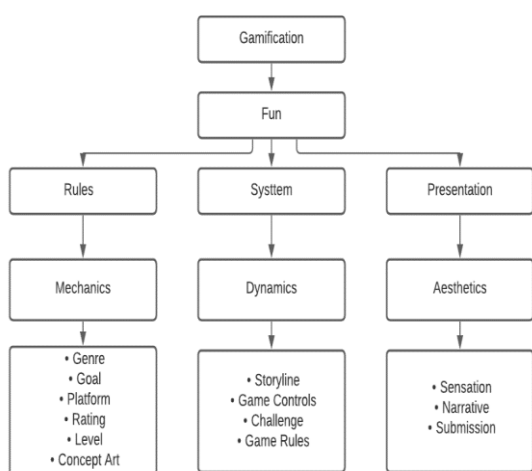 Gamification
Fun
Rules
Systtem
Presentation
Mechanics
Dynamics
Aesthetics
• Genre
• Goal
• Platform
• Rating
• Level
• Concept Art
• Storyline
• Game Controls
• Challenge
• Game Rules
• Sensation
• Narrative
• Submission